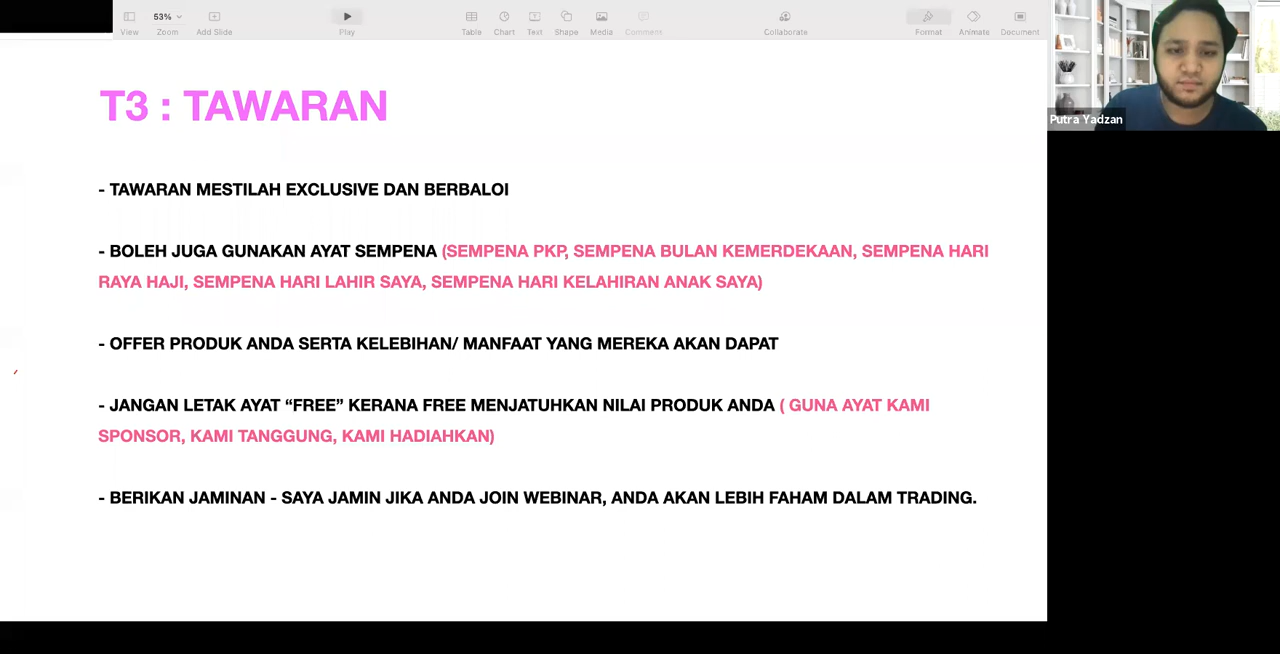 53%
View
Zoom
Add Slide
Play
Table
Chart
Text
Shape
Media
Comment
Collaborate
Format
Animate
Document
Putra Yadzan
T3 : TAWARAN
- TAWARAN MESTILAH EXCLUSIVE DAN BERBALOI
- BOLEH JUGA GUNAKAN AYAT SEMPENA (SEMPENA PKP, SEMPENA BULAN KEMERDEKAAN, SEMPENA HARI
RAYA HAJI, SEMPENA HARI LAHIR SAYA, SEMPENA HARI KELAHIRAN ANAK SAYA)
- OFFER PRODUK ANDA SERTA KELEBIHAN/ MANFAAT YANG MEREKA AKAN DAPAT
- JANGAN LETAK AYAT “FREE” KERANA FREE MENJATUHKAN NILAI PRODUK ANDA ( GUNA AYAT KAMI
SPONSOR, KAMI TANGGUNG, KAMI HADIAHKAN)
- BERIKAN JAMINAN - SAYA JAMIN JIKA ANDA JOIN WEBINAR, ANDA AKAN LEBIH FAHAM DALAM TRADING.